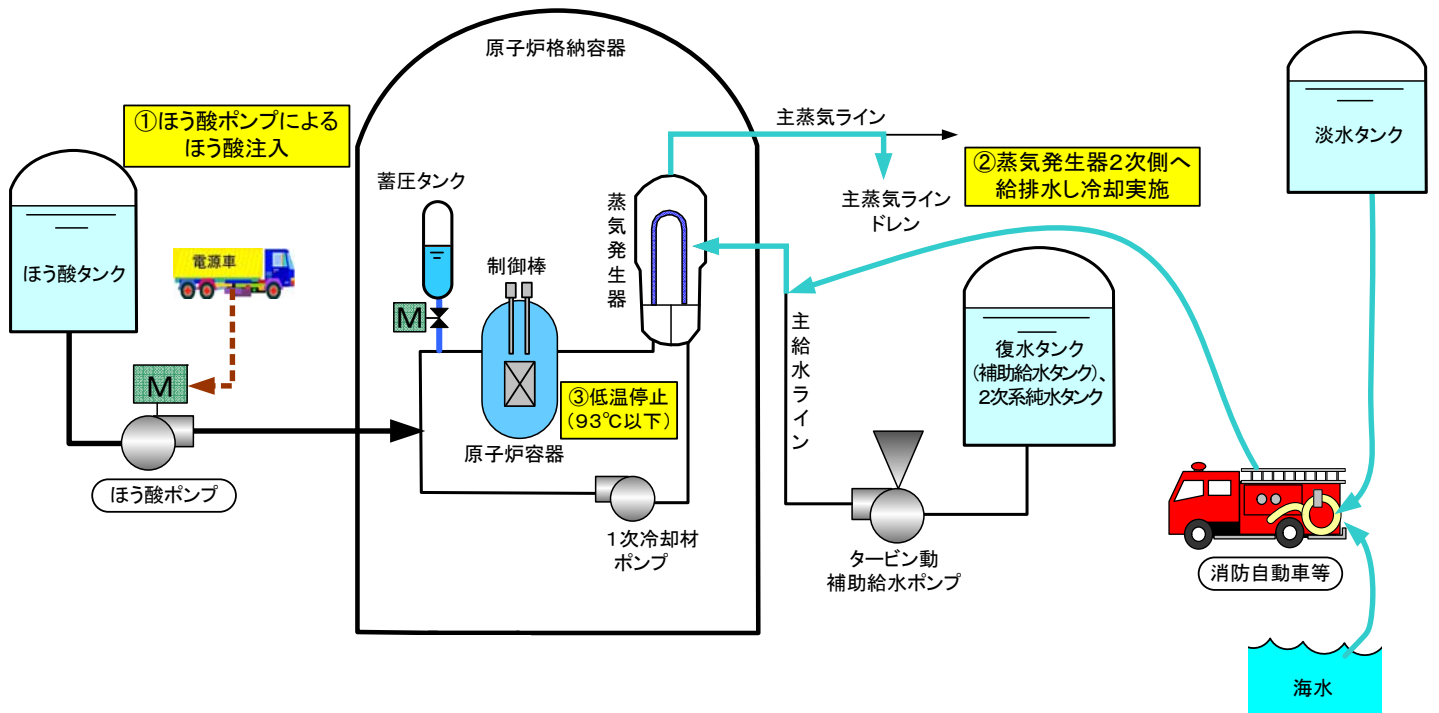 原子炉格納容器
①ほう酸ポンプによる
ほう酸注入
主蒸気ライン
淡水タンク
②蒸気発生器2次側へ
給排水し冷却実施
蓄圧タンク
蒸気発生器
主蒸気ライン
ドレン
ほう酸タンク
電源車
制御棒
M
主給水ライン
復水タンク
(補助給水タンク)、
2次系純水タンク
M
③低温停止
(93℃以下)
原子炉容器
ほう酸ポンプ
1次冷却材
ポンプ
タービン動
補助給水ポンプ
消防自動車等
海水